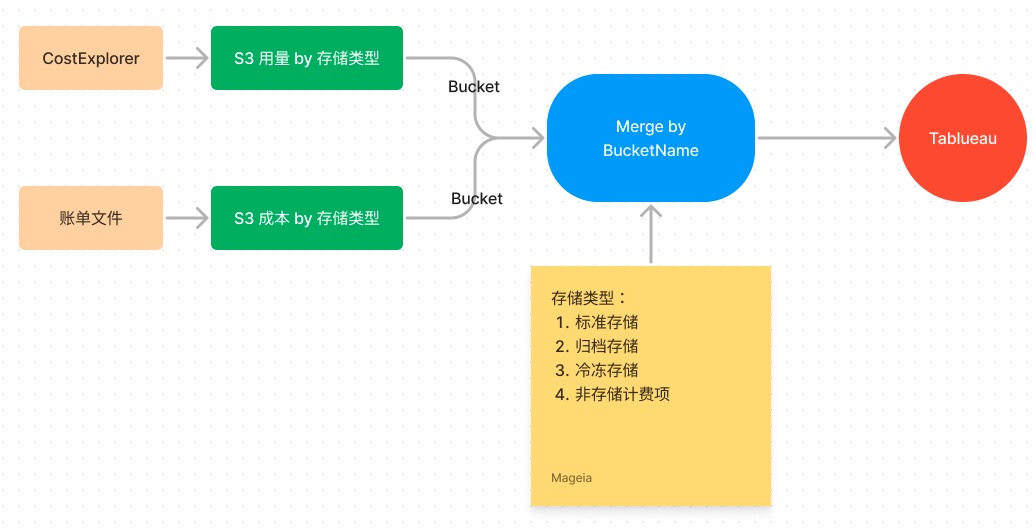 CostExplorer
S3 用量 by 存储类型
Bucket
账单文件
S3 成本 by 存储类型
Bucket
Merge by
BucketName
Tablueau
存储类型：
1. 标准存储
2. 归档存储
3. 冷冻存储
4. 非存储计费项
Mageia